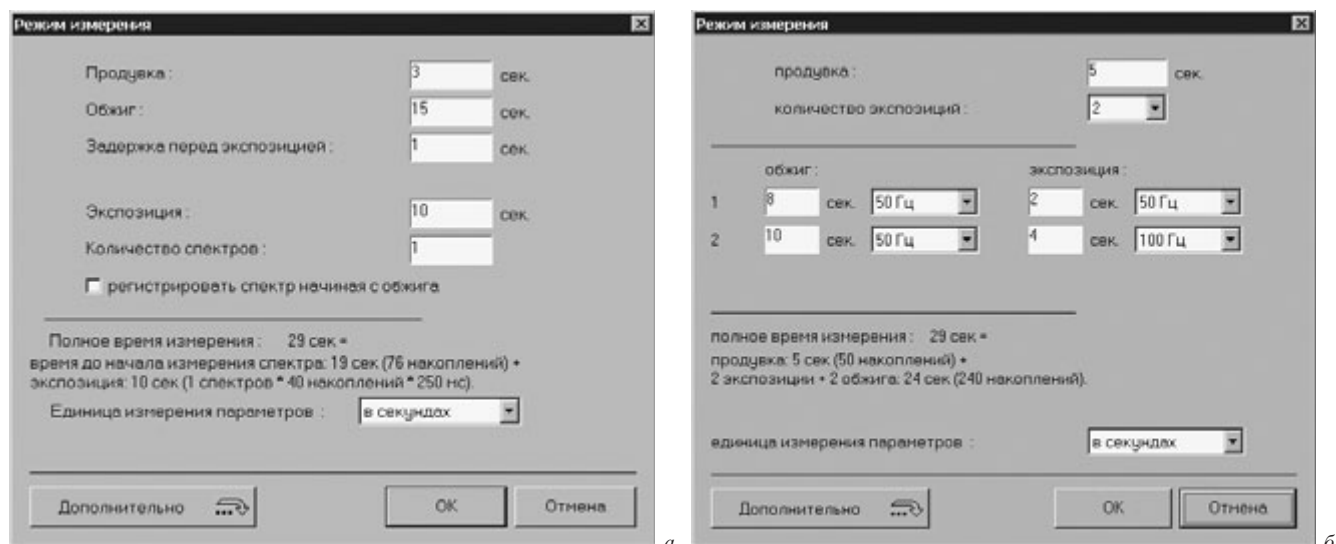 Режим измерения
Продувка : 3 сек.
Обжиг : 15 сек.
Задержка перед экспозицией : 1 сек.
Экспозиция : 10 сек.
Количество спектров : 1
регистрировать спектр начиная с обжига
Полное время измерения : 29 сек =
время до начала измерения спектра: 19 сек (76 накоплений) +
экспозиция: 10 сек (1 спектров * 40 накоплений * 250 мс).
Единица измерения параметров : в секундах
Дополнительно OK Отмена
а
Режим измерения
продувка : 5 сек.
количество экспозиций : 2
обжиг : экспозиция :
1 8 сек. 50 Гц 2 сек. 50 Гц
2 10 сек. 50 Гц 4 сек. 100 Гц
полное время измерения : 29 сек =
продувка: 5 сек (50 накоплений) +
2 экспозиции + 2 обжига: 24 сек (240 накоплений).
единица измерения параметров : в секундах
Дополнительно OK Отмена
б